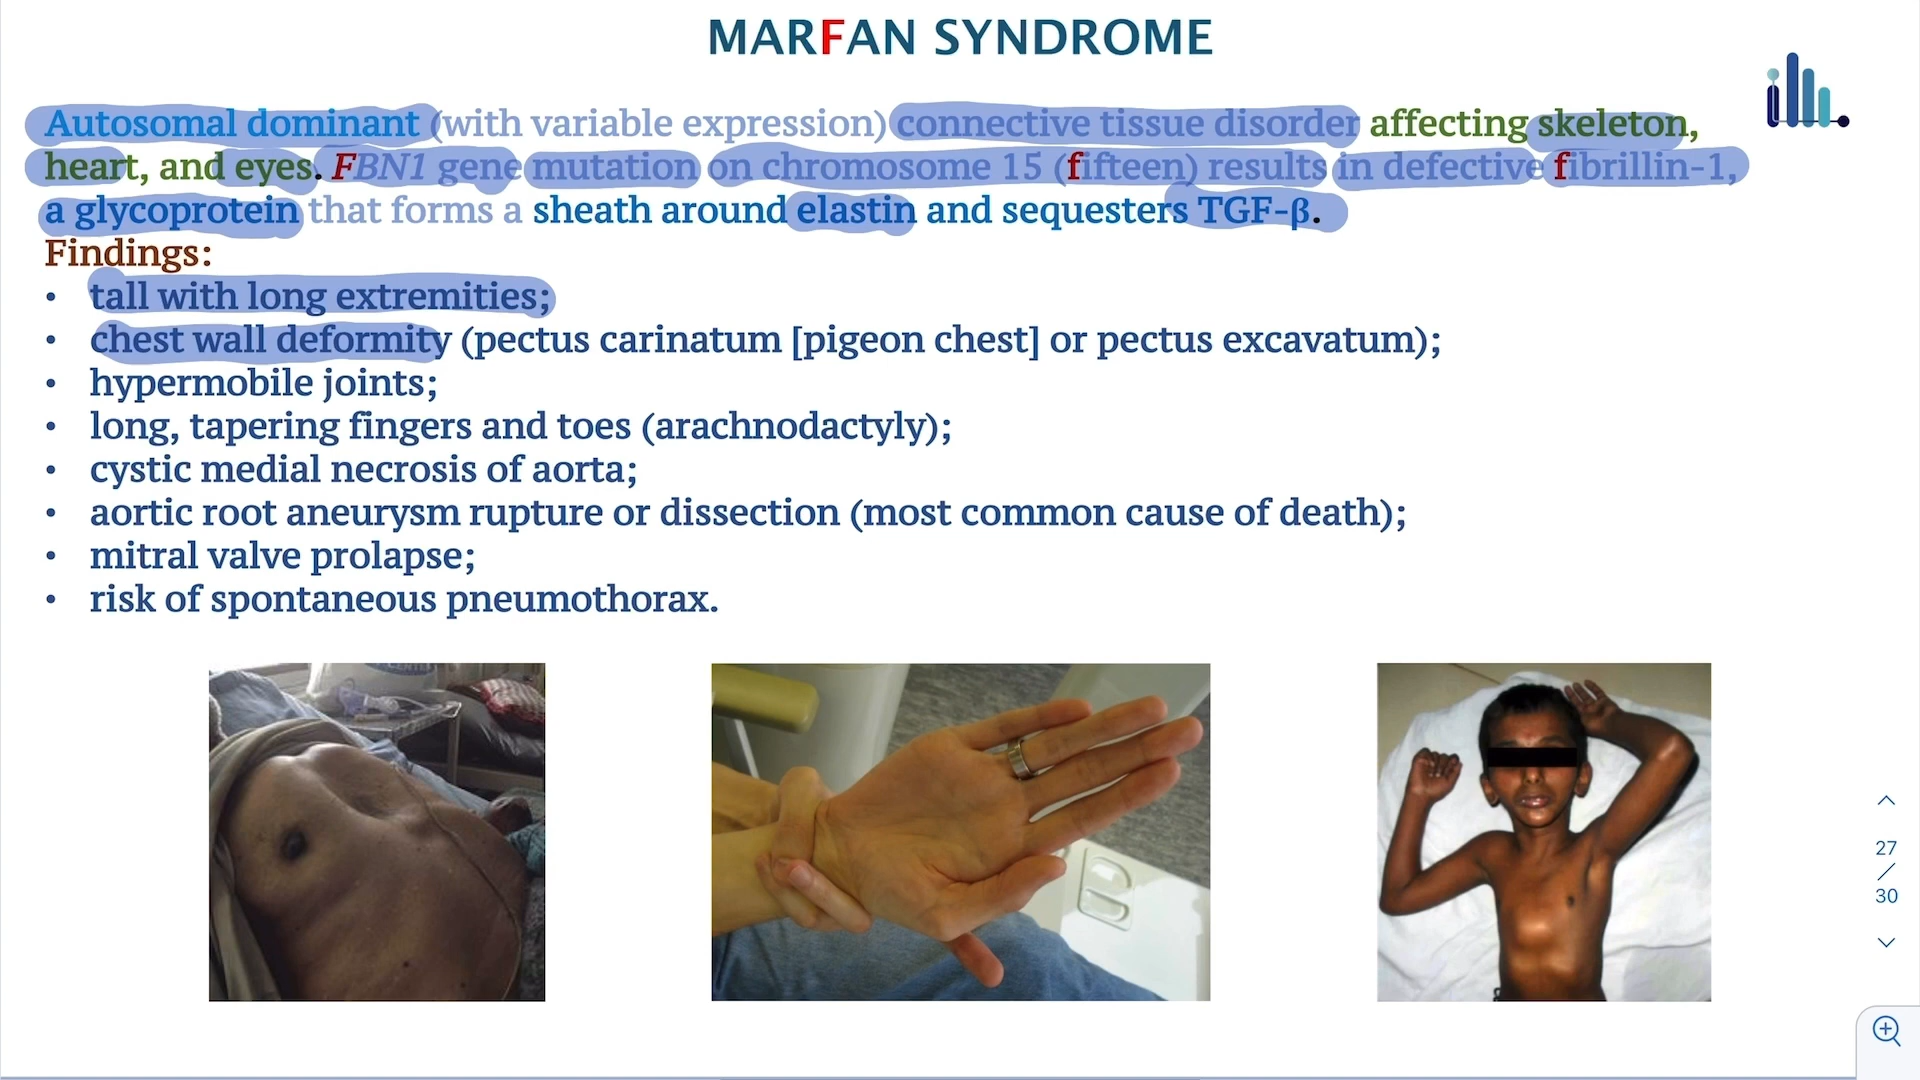 MARFAN SYNDROME
Autosomal dominant (with variable expression) connective tissue disorder affecting skeleton,
heart, and eyes. FBN1 gene mutation on chromosome 15 (fifteen) results in defective fibrillin-1,
a glycoprotein that forms a sheath around elastin and sequesters TGF-β.
Findings:
• tall with long extremities;
• chest wall deformity (pectus carinatum [pigeon chest] or pectus excavatum);
• hypermobile joints;
• long, tapering fingers and toes (arachnodactyly);
• cystic medial necrosis of aorta;
• aortic root aneurysm rupture or dissection (most common cause of death);
• mitral valve prolapse;
• risk of spontaneous pneumothorax.
27
/
30